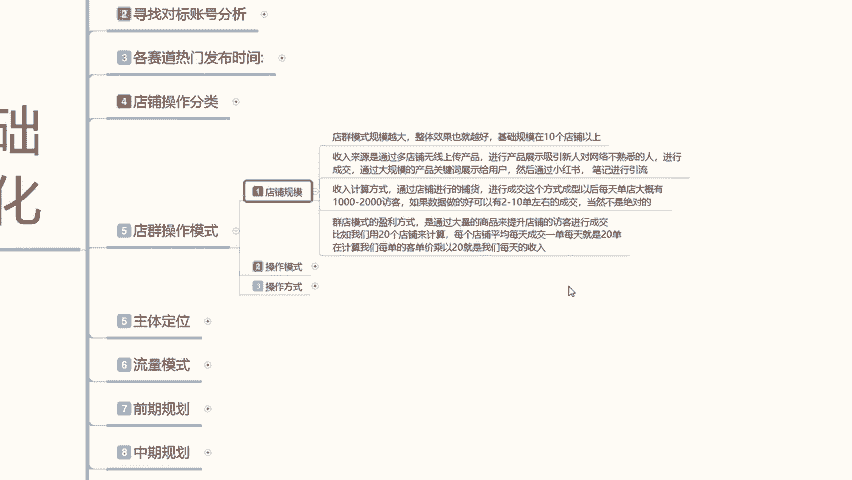 础
化
2 寻找对标账号分析
3 各赛道热门发布时间:
4 店铺操作分类
5 店群操作模式
1 店铺规模
店群模式规模越大，整体效果也就越好，基础规模在10个店铺以上
收入来源是通过多店铺无线上传产品，进行产品展示吸引新人对网络不熟悉的人，进行
成交，通过大规模的产品关键词展示给用户，然后通过小红书， 笔记进行引流
收入计算方式，通过店铺进行的铺货，进行成交这个方式成型以后每天单店大概有
1000-2000访客，如果数据做的好可以有2-10单左右的成交，当然不是绝对的
群店模式的盈利方式，是通过大量的商品来提升店铺的访客进行成交
比如我们用20个店铺来计算，每个店铺平均每天成交一单每天就是20单
在计算我们每单的客单价乘以20就是我们每天的收入
2 操作模式
3 操作方式
5 主体定位
6 流量模式
7 前期规划
8 中期规划